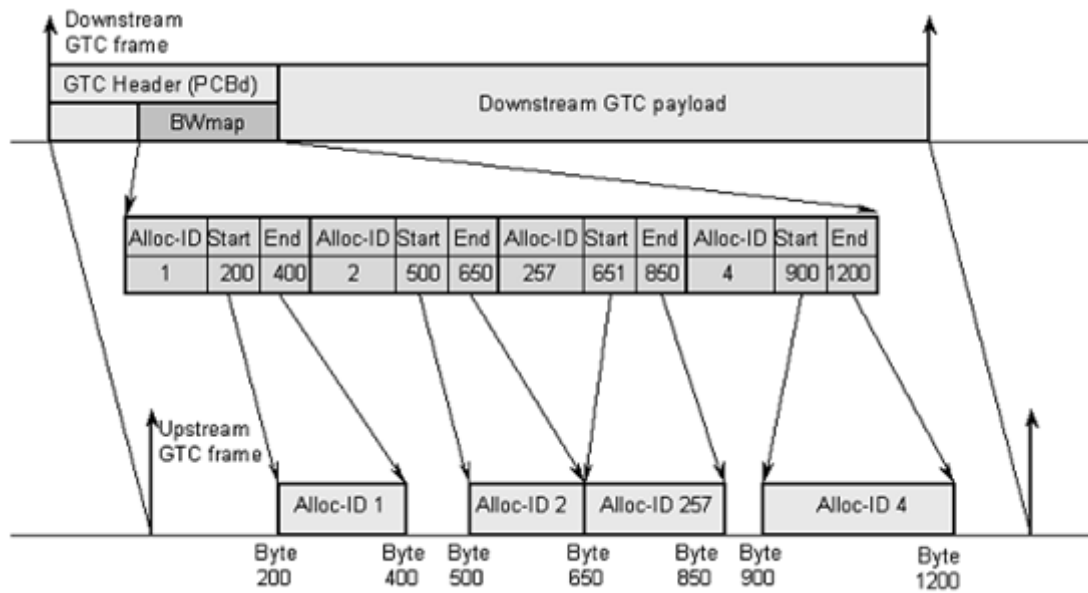 Downstream
GTC frame
GTC Header (PCBd)
BWmap
Downstream GTC payload
Alloc-ID Start End Alloc-ID Start End Alloc-ID Start End Alloc-ID Start End
1 200 400 2 500 650 257 651 850 4 900 1200
Upstream
GTC frame
Alloc-ID 1
Alloc-ID 2
Alloc-ID 257
Alloc-ID 4
Byte Byte Byte Byte Byte Byte Byte
200 400 500 650 850 900 1200